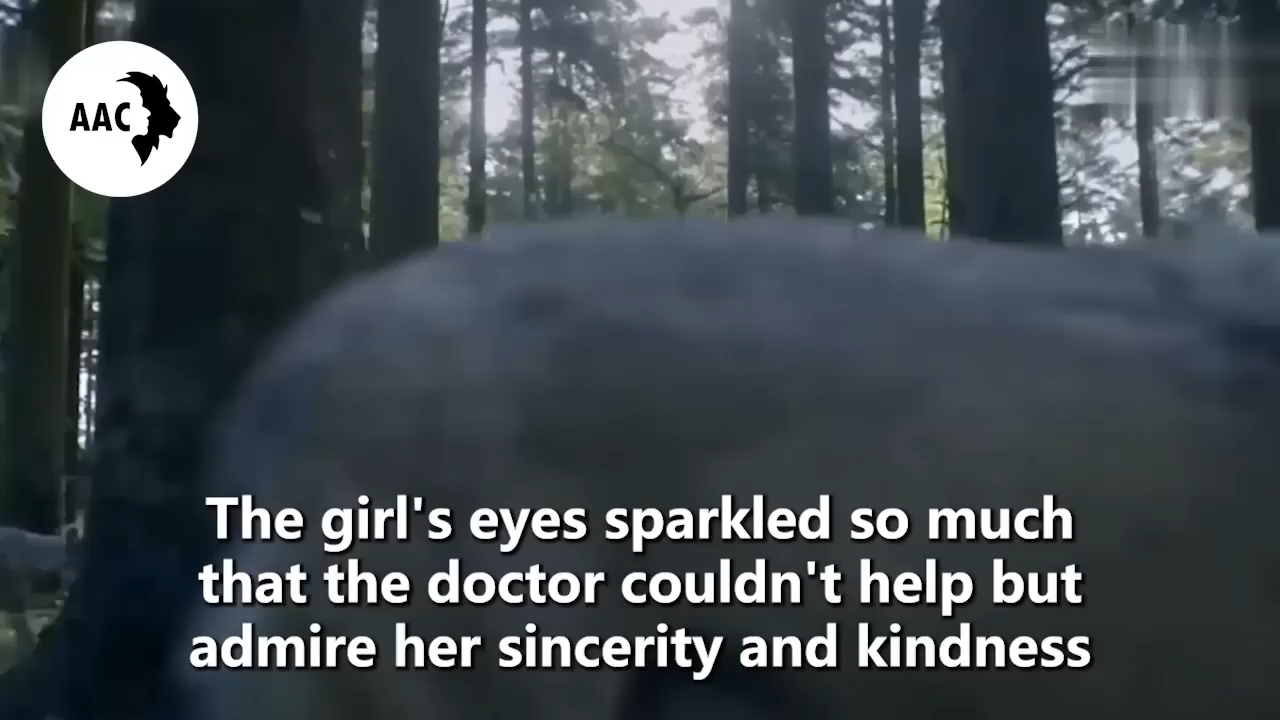 AAC
The girl's eyes sparkled so much
that the doctor couldn't help but
admire her sincerity and kindness